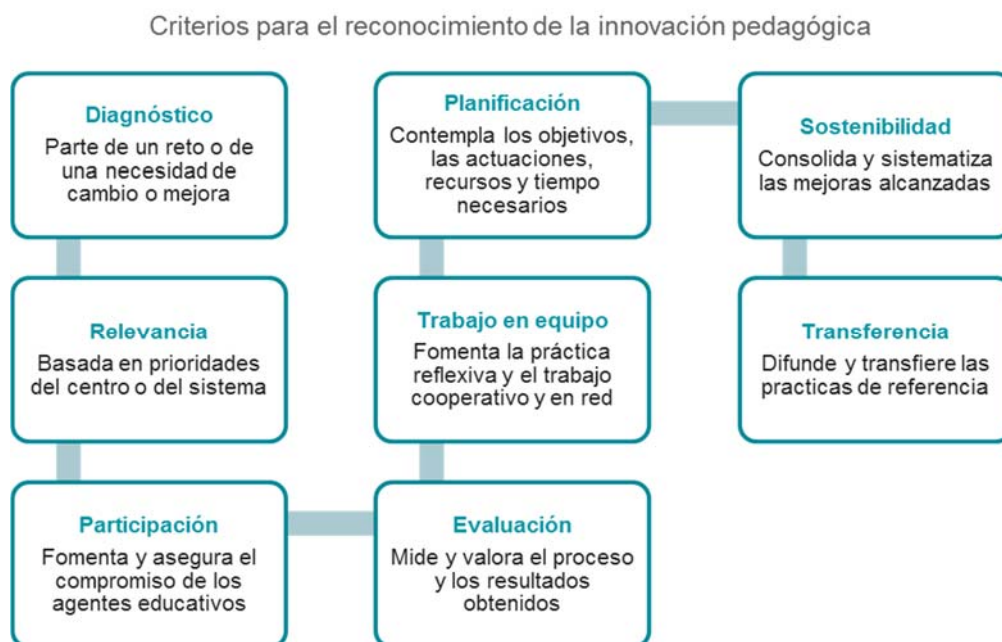 Criterios para el reconocimiento de la innovación pedagógica
Diagnóstico
Parte de un reto o de
una necesidad de
cambio o mejora
Relevancia
Basada en prioridades
del centro o del sistema
Participación
Fomenta y asegura el
compromiso de los
agentes educativos
Evaluación
Mide y valora el proceso
y los resultados
obtenidos
Trabajo en equipo
Fomenta la práctica
reflexiva y el trabajo
cooperativo y en red
Planificación
Contempla los objetivos,
las actuaciones,
recursos y tiempo
necesarios
Sostenibilidad
Consolida y sistematiza
las mejoras alcanzadas
Transferencia
Difunde y transfiere las
practicas de referencia